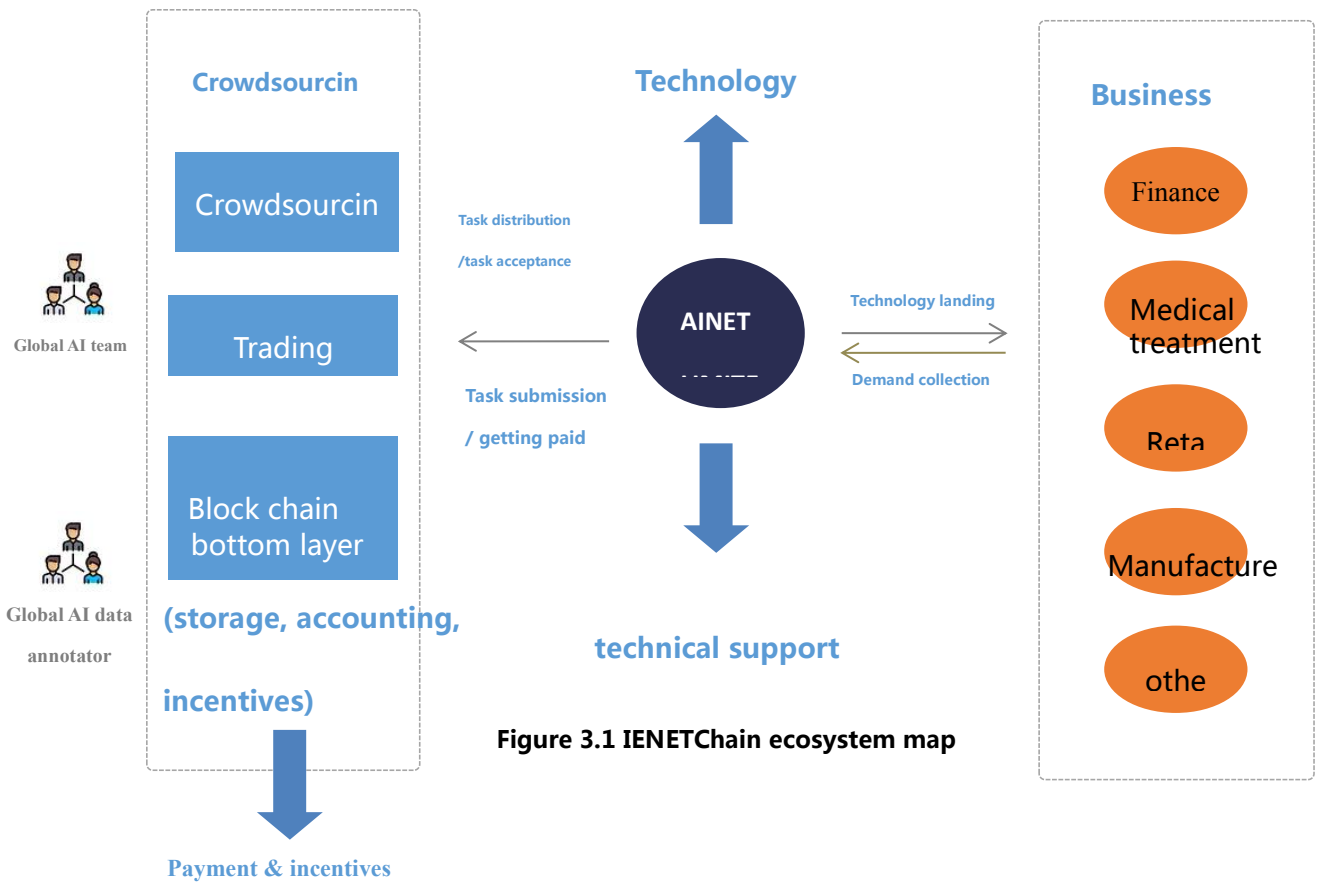 Crowdsourcin
Crowdsourcin
Trading
Block chain
bottom layer
(storage, accounting,
incentives)
Payment & incentives
Global AI team
Global AI data
annotator
Technology
Task distribution
/task acceptance
AINET
Task submission
/ getting paid
Technology landing
Demand collection
technical support
Figure 3.1 IENETChain ecosystem map
Business
Finance
Medical
treatment
Reta
Manufacture
othe